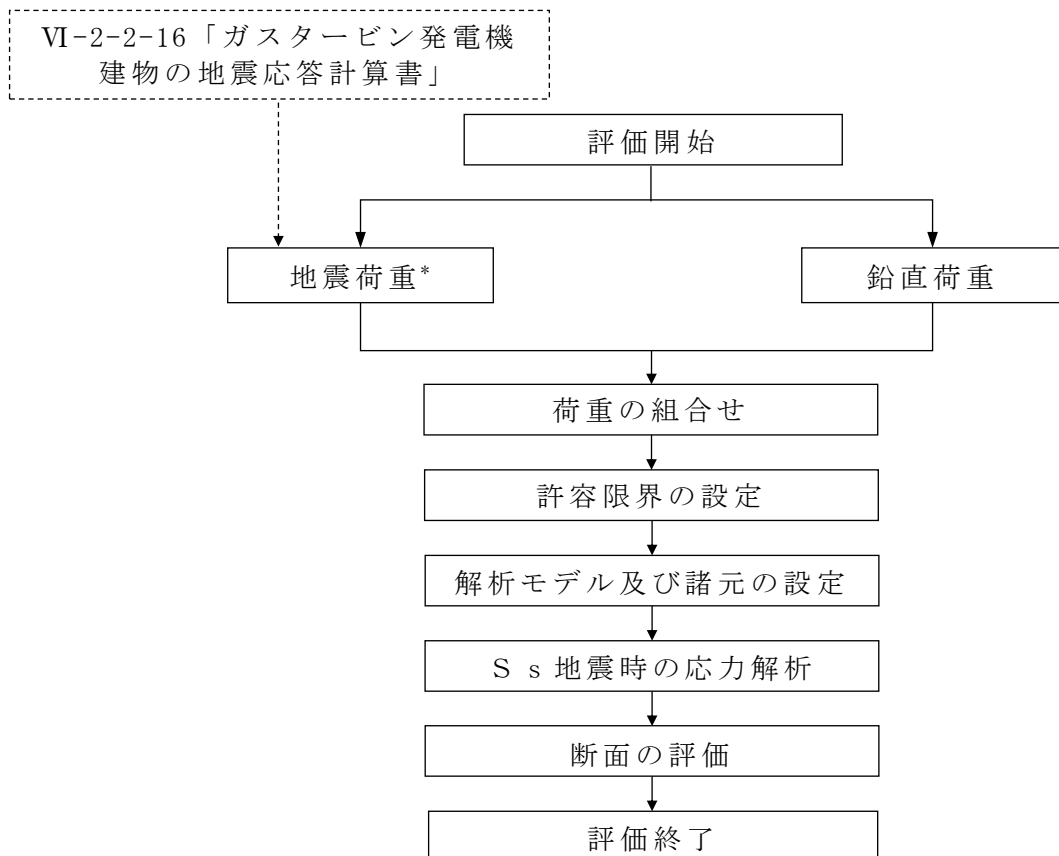 Ⅵ-2-2-16「ガスタービン発電機
建物の地震応答計算書」
評価開始
地震荷重*
鉛直荷重
荷重の組合せ
許容限界の設定
解析モデル及び諸元の設定
Ｓｓ地震時の応力解析
断面の評価
評価終了